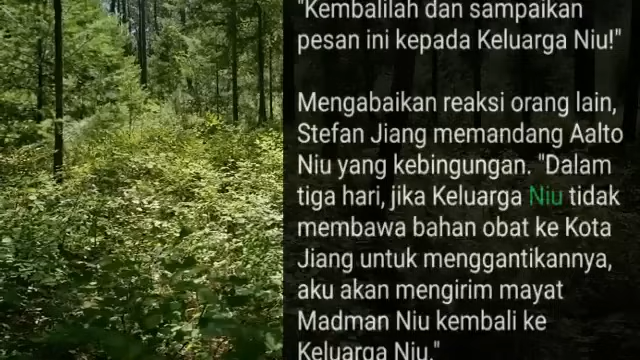 "Kembalilah dan sampaikan
pesan ini kepada Keluarga Niu!"
Mengabaikan reaksi orang lain,
Stefan Jiang memandang Aalto
Niu yang kebingungan. "Dalam
tiga hari, jika Keluarga Niu tidak
membawa bahan obat ke Kota
Jiang untuk menggantikannya,
aku akan mengirim mayat
Madman Niu kembali ke
Keluarga Niu."